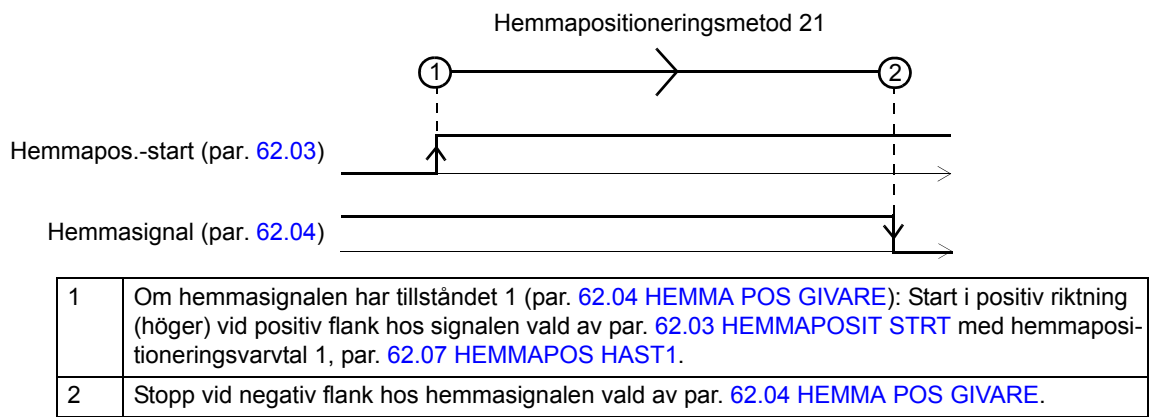 Hemmapositioneringsmetod 21
1
2
Hemmapos.-start (par. 62.03)
Hemmasignal (par. 62.04)
1 Om hemmasignalen har tillståndet 1 (par. 62.04 HEMMA POS GIVARE): Start i positiv riktning
(höger) vid positiv flank hos signalen vald av par. 62.03 HEMMAPOSIT STRT med hemmaposi-
tioneringsvarvtal 1, par. 62.07 HEMMAPOS HAST1.
2 Stopp vid negativ flank hos hemmasignalen vald av par. 62.04 HEMMA POS GIVARE.